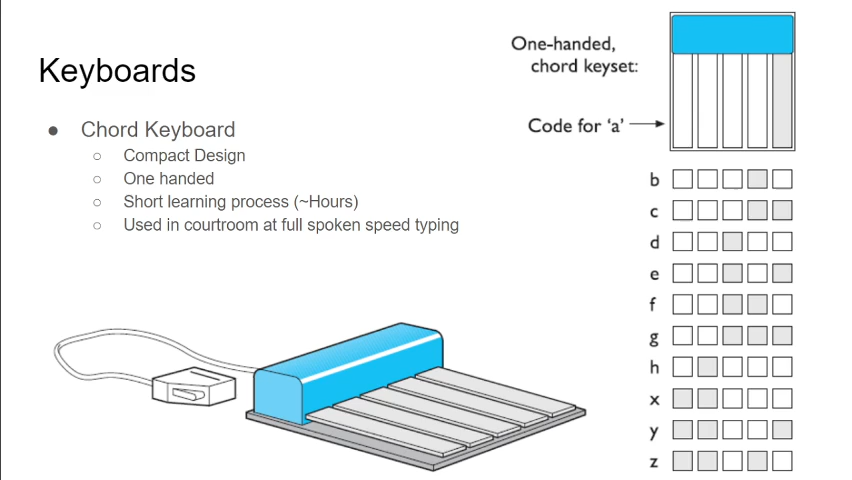 Keyboards
● Chord Keyboard
○ Compact Design
○ One handed
○ Short learning process (~Hours)
○ Used in courtroom at full spoken speed typing
One-handed,
chord keyset:
Code for ‘a’
b
c
d
e
f
g
h
x
y
z